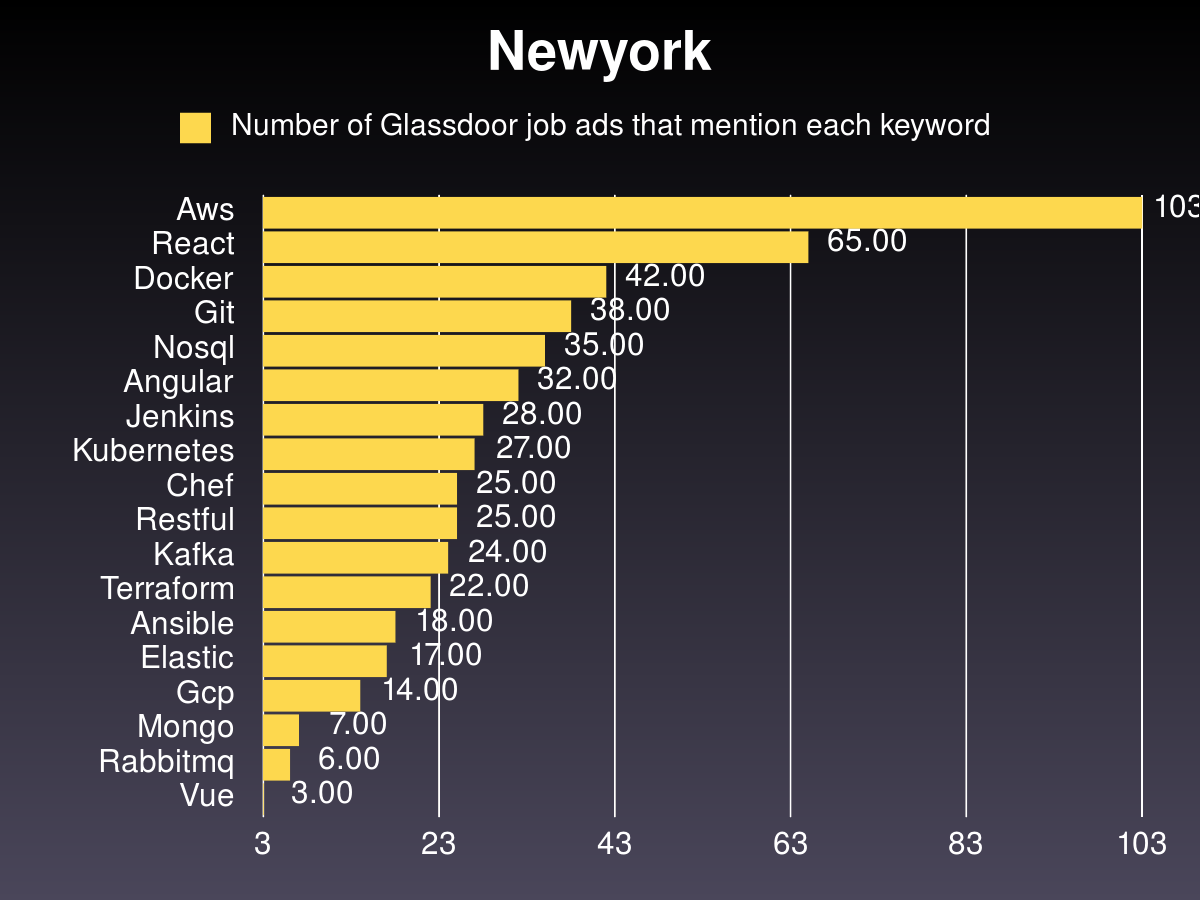 Newyork
Number of Glassdoor job ads that mention each keyword
Aws 103
React 65.00
Docker 42.00
Git 38.00
Nosql 35.00
Angular 32.00
Jenkins 28.00
Kubernetes 27.00
Chef 25.00
Restful 25.00
Kafka 24.00
Terraform 22.00
Ansible 18.00
Elastic 17.00
Gcp 14.00
Mongo 7.00
Rabbitmq 6.00
Vue 3.00
3 23 43 63 83 103